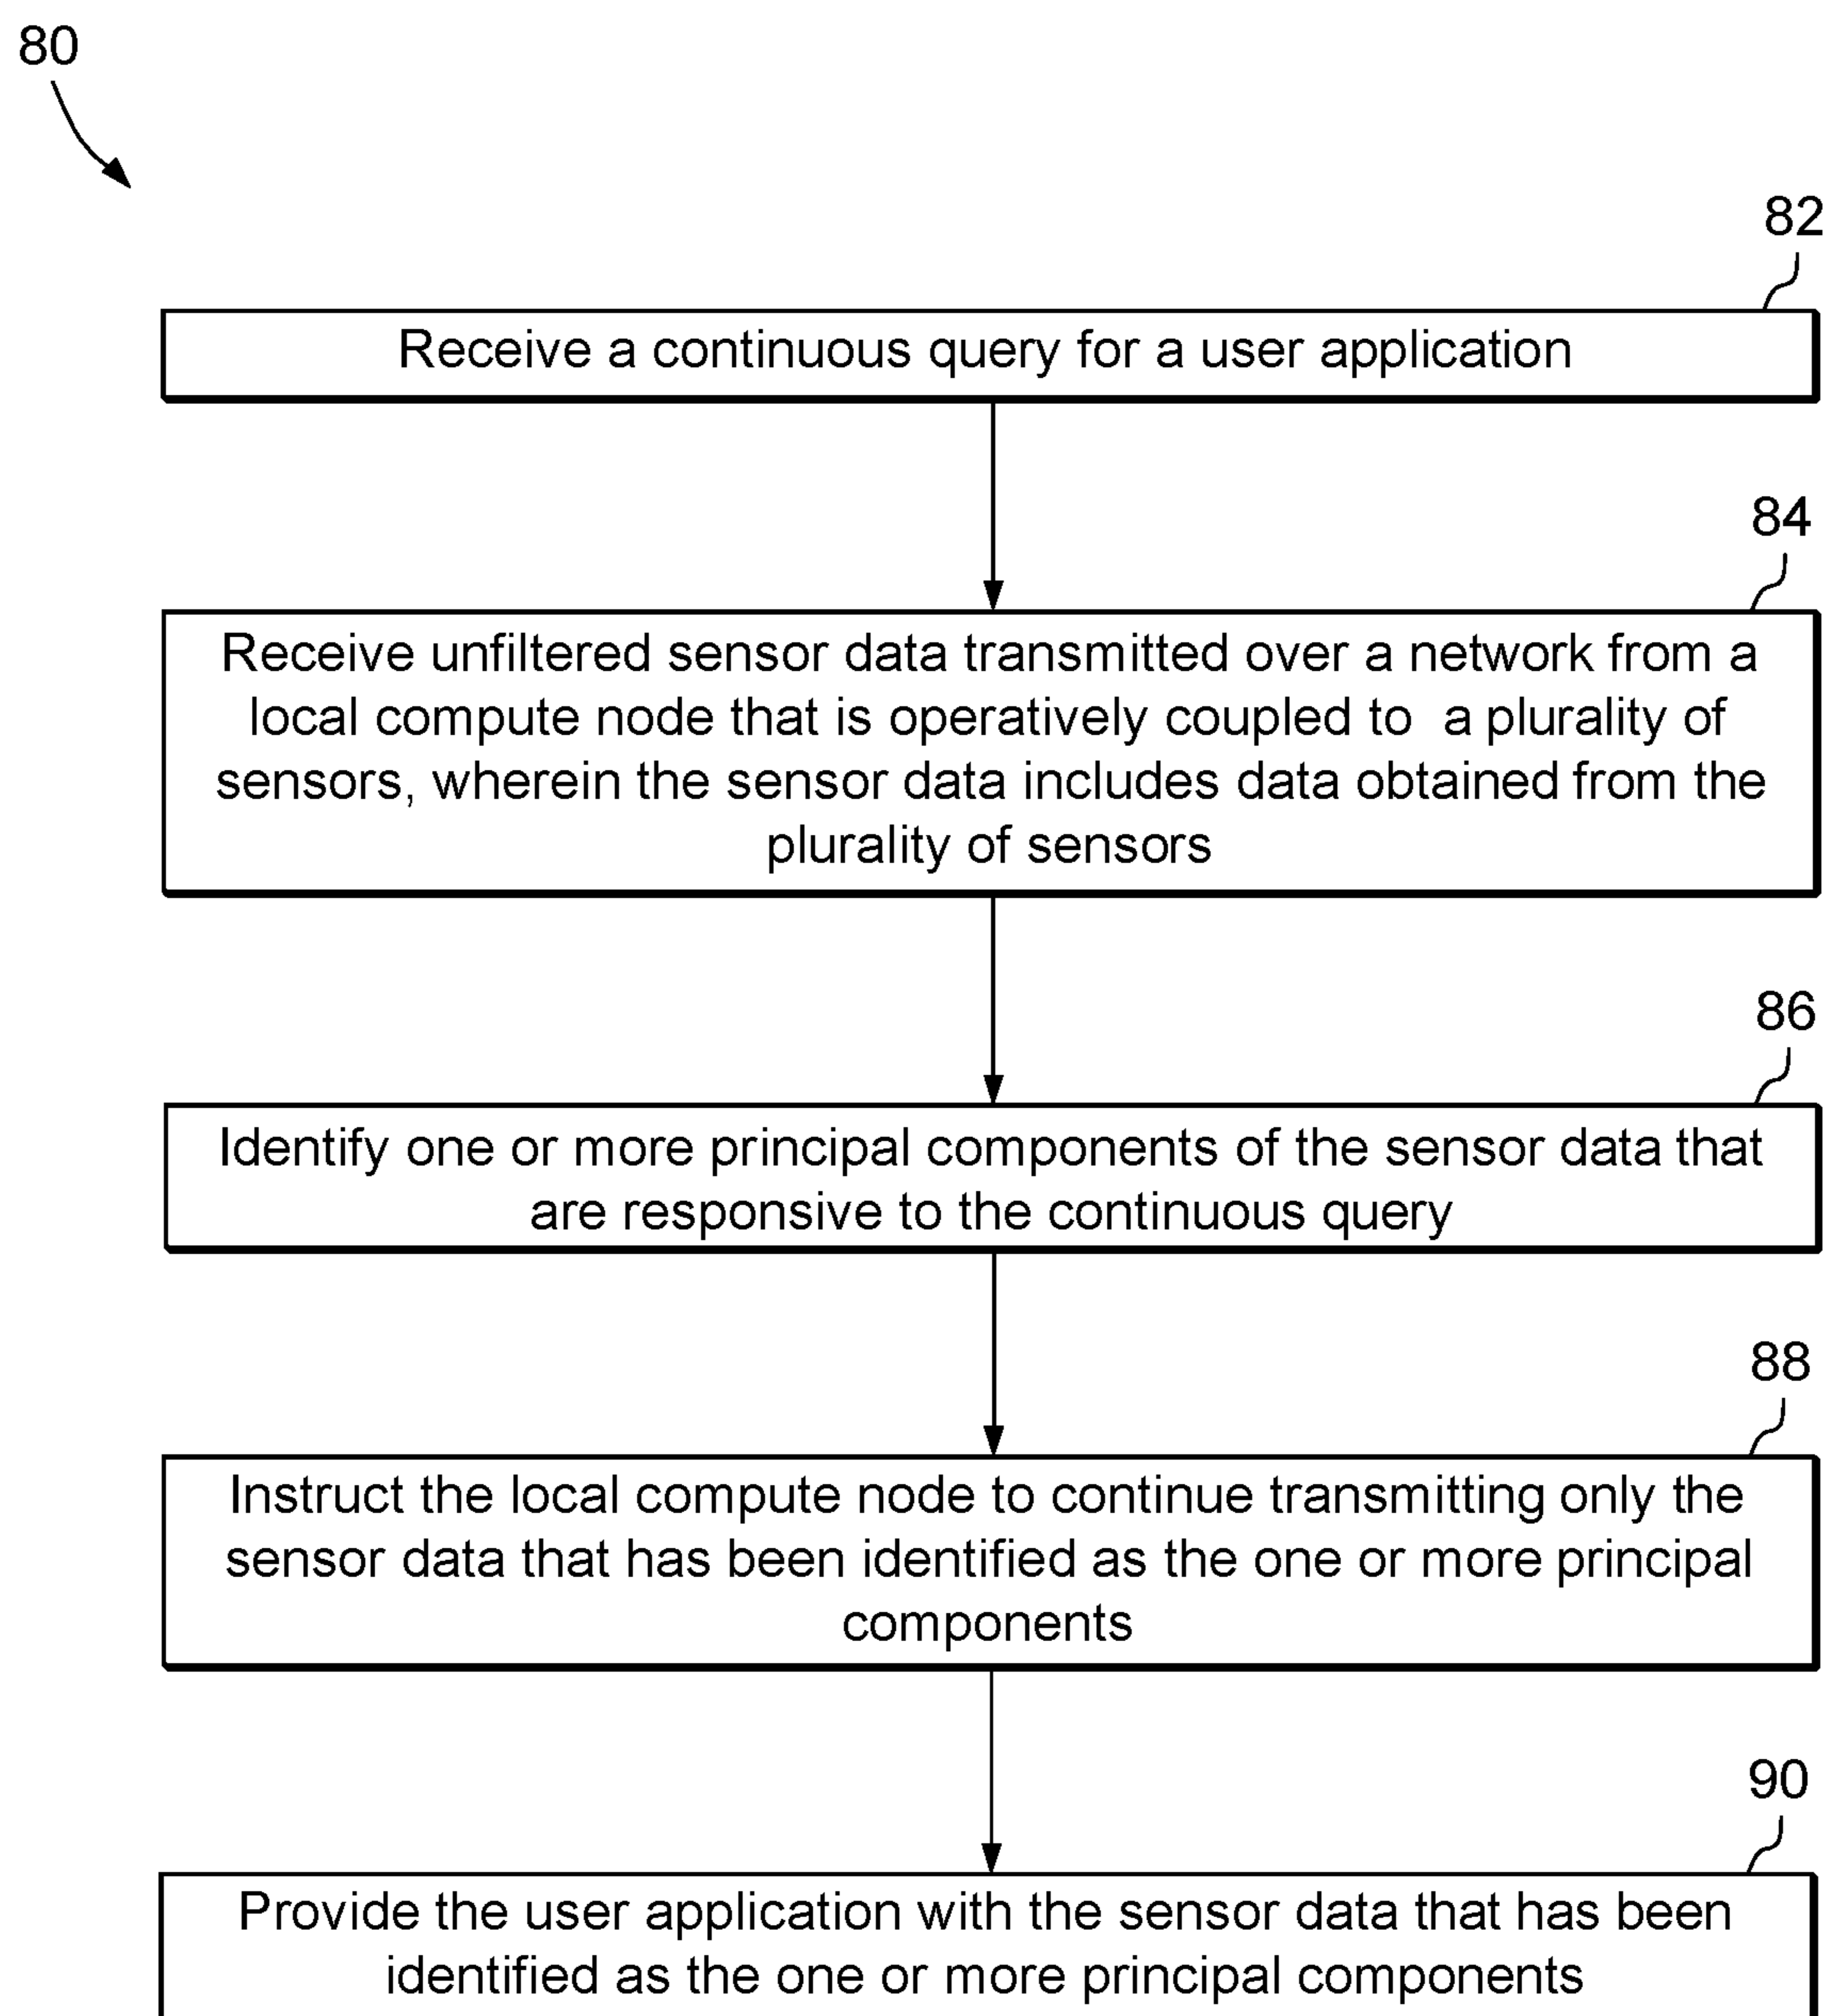 80
82
Receive a continuous query for a user application
84
Receive unfiltered sensor data transmitted over a network from a
local compute node that is operatively coupled to a plurality of
sensors, wherein the sensor data includes data obtained from the
plurality of sensors
86
Identify one or more principal components of the sensor data that
are responsive to the continuous query
88
Instruct the local compute node to continue transmitting only the
sensor data that has been identified as the one or more principal
components
90
Provide the user application with the sensor data that has been
identified as the one or more principal components